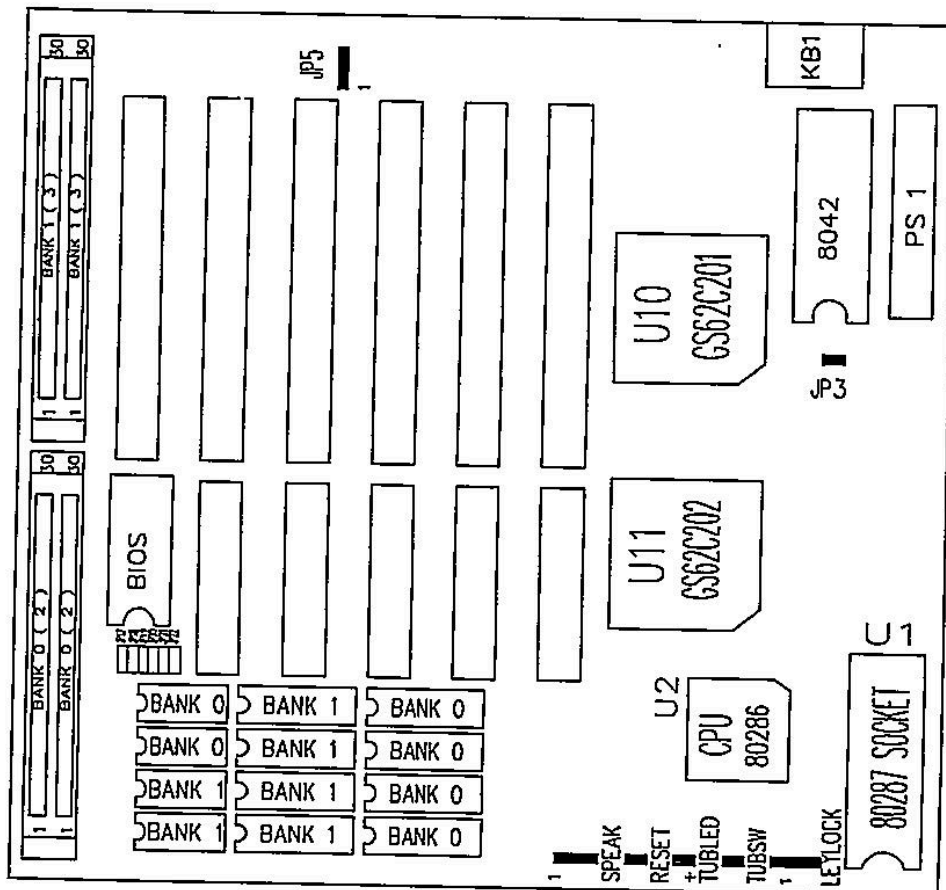 30
30
BANK 1 ( 3 )
BANK 1 ( 3 )
1
1
JP5
1
KB1
8042
PS 1
U10
GS62C201
JP3
30
30
BANK 0 ( 2 )
BANK 0 ( 2 )
1
1
BIOS
U11
GS62C202
U1
80287 SOCKET
U2
CPU
80286
BANK 0
BANK 1
BANK 0
BANK 0
BANK 1
BANK 0
BANK 1
BANK 1
BANK 0
BANK 1
BANK 1
BANK 0
1
SPEAK
RESET
+
TUBLED
TUBSW
1
LEYLOCK